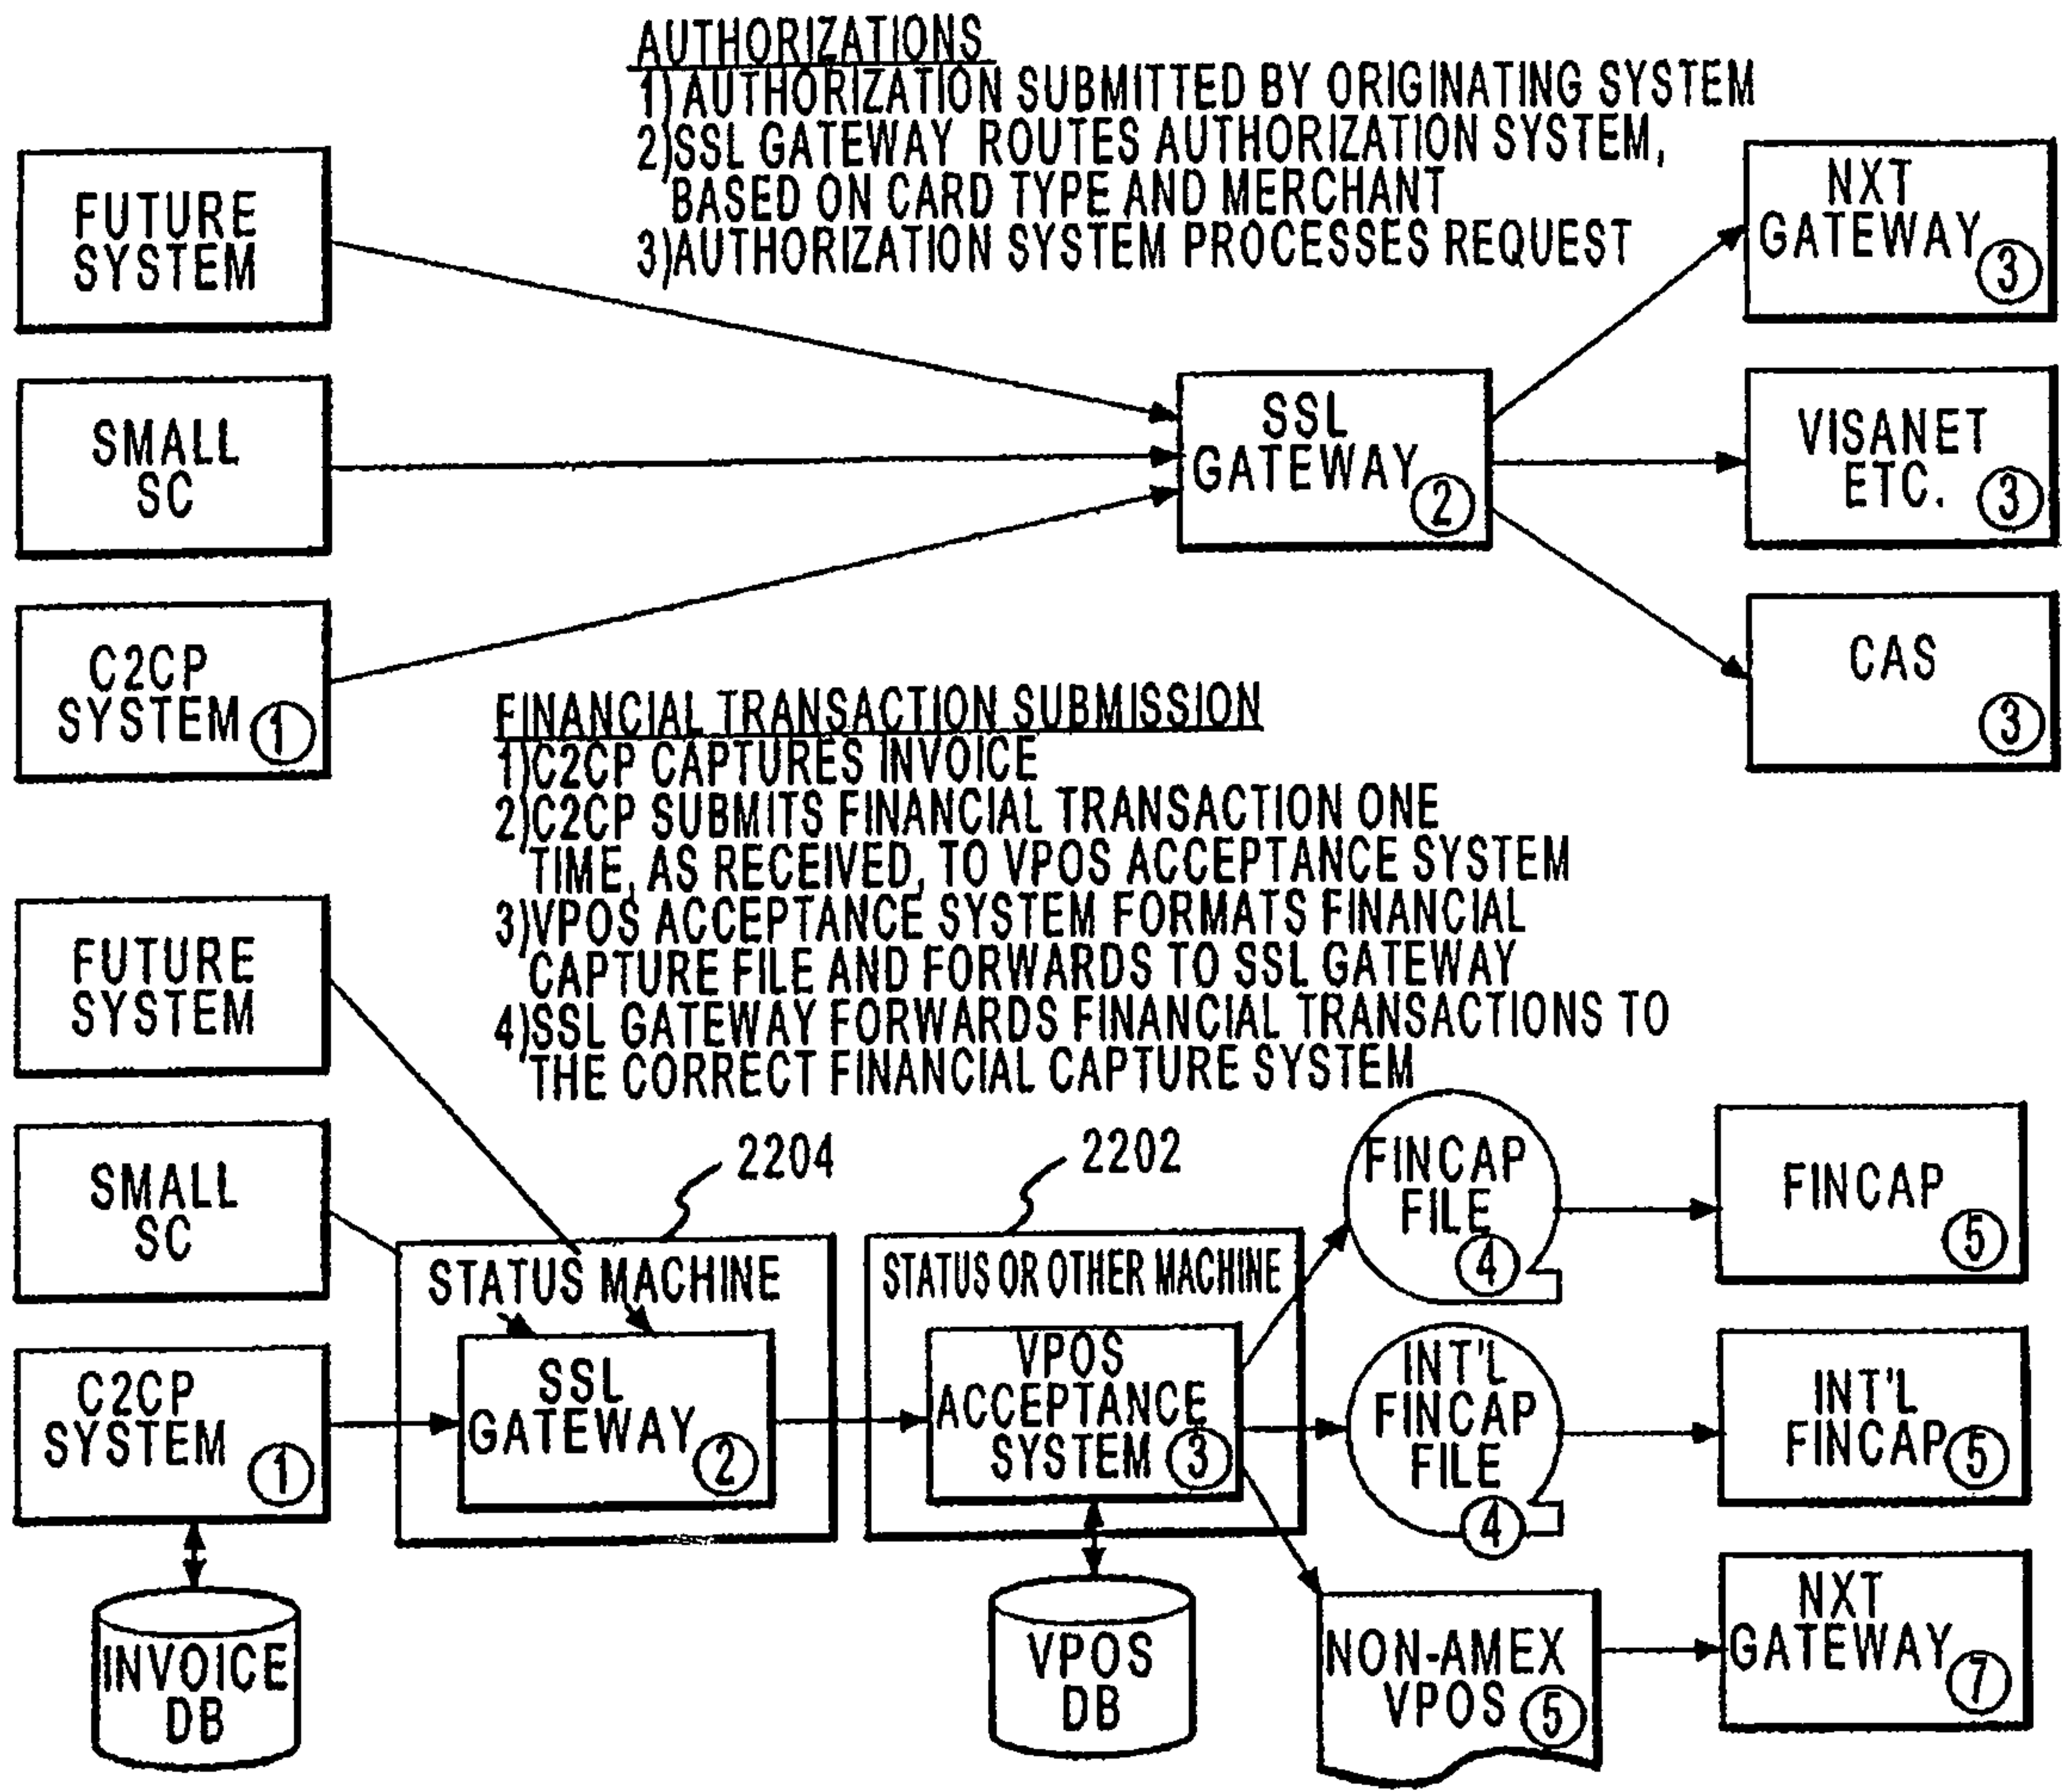 AUTHORIZATIONS
1)AUTHORIZATION SUBMITTED BY ORIGINATING SYSTEM
2)SSL GATEWAY ROUTES AUTHORIZATION SYSTEM,
BASED ON CARD TYPE AND MERCHANT
3)AUTHORIZATION SYSTEM PROCESSES REQUEST
FUTURE
SYSTEM
SMALL
SC
C2CP
SYSTEM
1
SSL
GATEWAY
2
NXT
GATEWAY
3
VISANET
ETC.
3
CAS
3
FINANCIAL TRANSACTION SUBMISSION
1)C2CP CAPTURES INVOICE
2)C2CP SUBMITS FINANCIAL TRANSACTION ONE
TIME, AS RECEIVED, TO VPOS ACCEPTANCE SYSTEM
3)VPOS ACCEPTANCE SYSTEM FORMATS FINANCIAL
CAPTURE FILE AND FORWARDS TO SSL GATEWAY
4)SSL GATEWAY FORWARDS FINANCIAL TRANSACTIONS TO
THE CORRECT FINANCIAL CAPTURE SYSTEM
FUTURE
SYSTEM
SMALL
SC
C2CP
SYSTEM
1
INVOICE
DB
2204
STATUS MACHINE
SSL
GATEWAY
2
2202
STATUS OR OTHER MACHINE
VPOS
ACCEPTANCE
SYSTEM
3
VPOS
DB
FINCAP
FILE
4
FINCAP
5
INT'L
FINCAP
FILE
4
INT'L
FINCAP
5
NON-AMEX
VPOS
5
NXT
GATEWAY
7